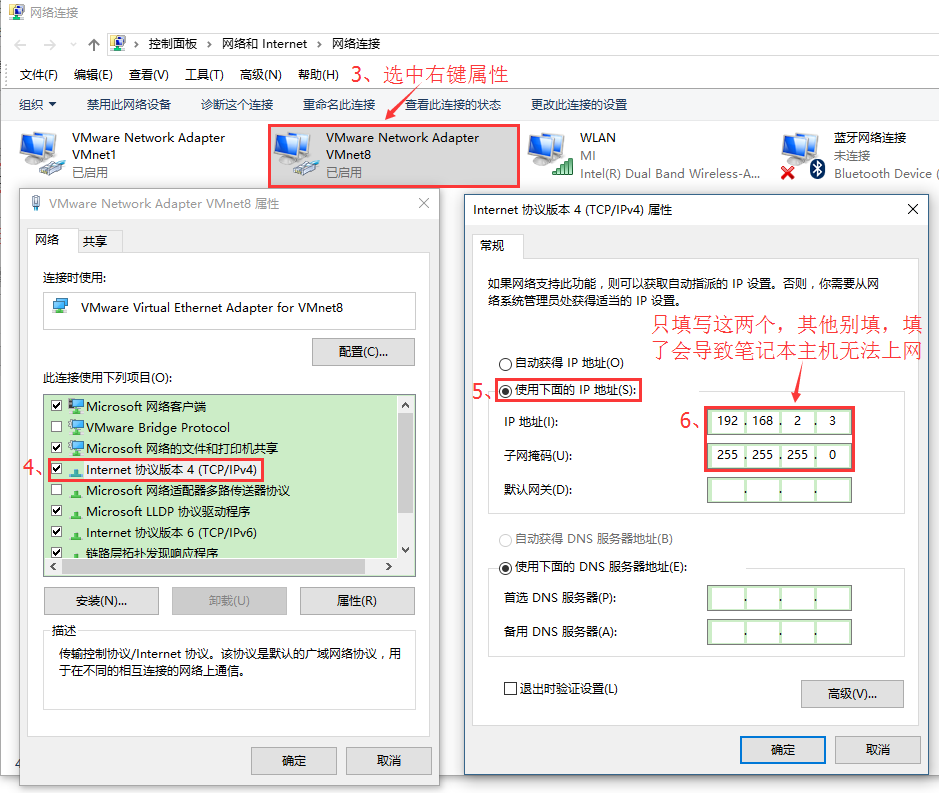 网络连接
控制面板 › 网络和 Internet › 网络连接
文件(F) 编辑(E) 查看(V) 工具(T) 高级(N) 帮助(H)
3、选中右键属性
组织 禁用此网络设备 诊断这个连接 重命名此连接 查看此连接的状态 更改此连接的设置
VMware Network Adapter
VMnet1
已启用
VMware Network Adapter
VMnet8
已启用
WLAN
MI
Intel(R) Dual Band Wireless-A...
蓝牙网络连接
未连接
Bluetooth Device (
VMware Network Adapter VMnet8 属性
网络 共享
连接时使用:
VMware Virtual Ethernet Adapter for VMnet8
配置(C)...
此连接使用下列项目(O):
Microsoft 网络客户端
VMware Bridge Protocol
Microsoft 网络的文件和打印机共享
4、 Internet 协议版本 4 (TCP/IPv4)
Microsoft 网络适配器多路传送器协议
Microsoft LLDP 协议驱动程序
Internet 协议版本 6 (TCP/IPv6)
链路层拓扑发现响应程序
安装(N)... 卸载(U) 属性(R)
描述
传输控制协议/Internet 协议。该协议是默认的广域网络协议，用
于在不同的相互连接的网络上通信。
确定 取消
Internet 协议版本 4 (TCP/IPv4) 属性
常规
如果网络支持此功能，则可以获取自动指派的 IP 设置。否则，你需要从网
络系统管理员处获得适当的 IP 设置。
只填写这两个，其他别填，填
了会导致笔记本主机无法上网
自动获得 IP 地址(O)
5、 使用下面的 IP 地址(S):
IP 地址(I): 6、 192 . 168 . 2 . 3
子网掩码(U): 255 . 255 . 255 . 0
默认网关(D): . . .
自动获得 DNS 服务器地址(B)
使用下面的 DNS 服务器地址(E):
首选 DNS 服务器(P): . . .
备用 DNS 服务器(A): . . .
退出时验证设置(L)
高级(V)...
确定 取消